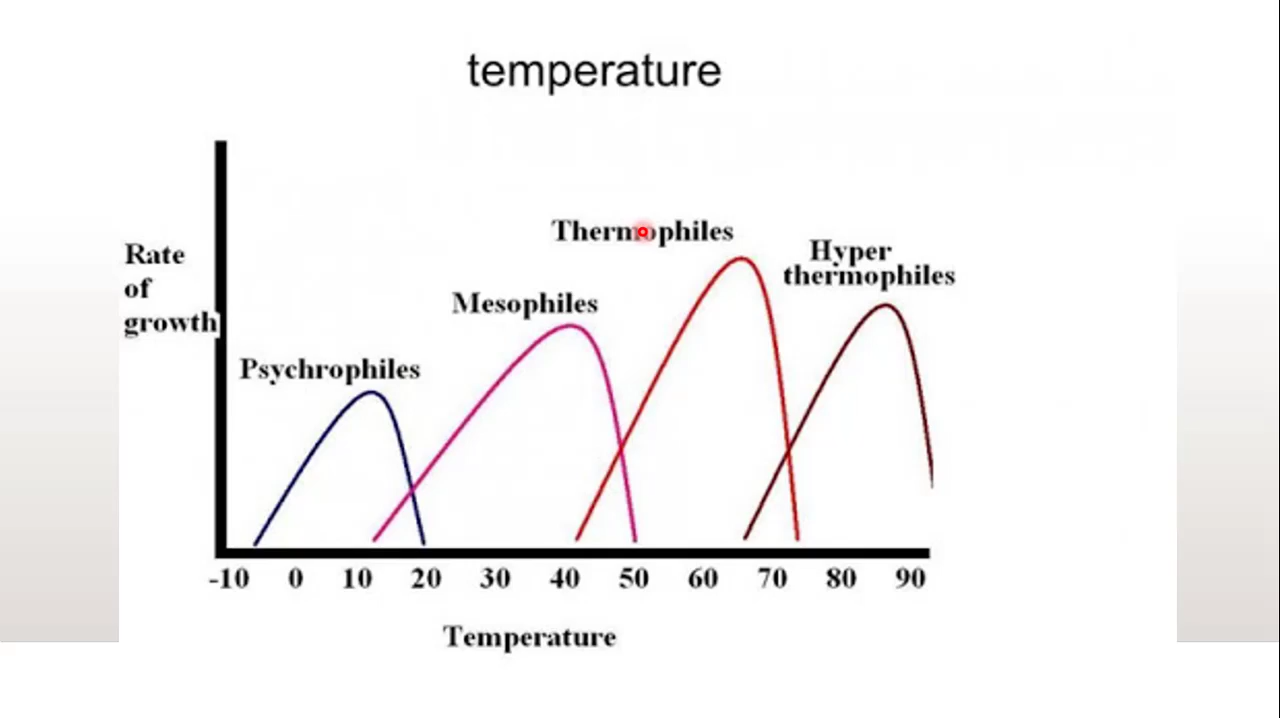 temperature
Thermophiles
Hyper
thermophiles
Rate
of
growth
Mesophiles
Psychrophiles
-10 0 10 20 30 40 50 60 70 80 90
Temperature